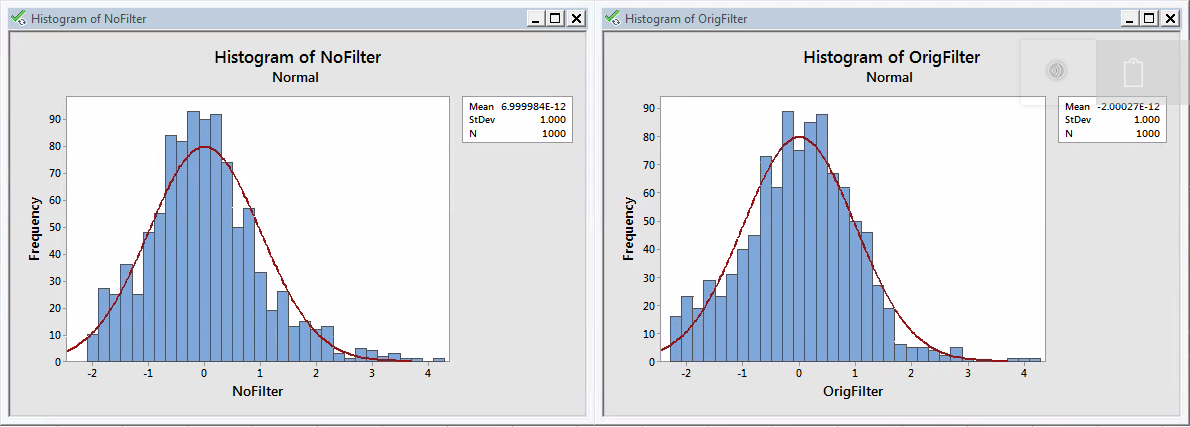 Histogram of NoFilter
Histogram of NoFilter
Normal
Mean 6.999984E-12
StDev 1.000
N 1000
90
80
70
60
50
40
30
20
10
0
Frequency
-2 -1 0 1 2 3 4
NoFilter
Histogram of OrigFilter
Histogram of OrigFilter
Normal
Mean -2.00027E-12
StDev 1.000
N 1000
90
80
70
60
50
40
30
20
10
0
Frequency
-2 -1 0 1 2 3 4
OrigFilter